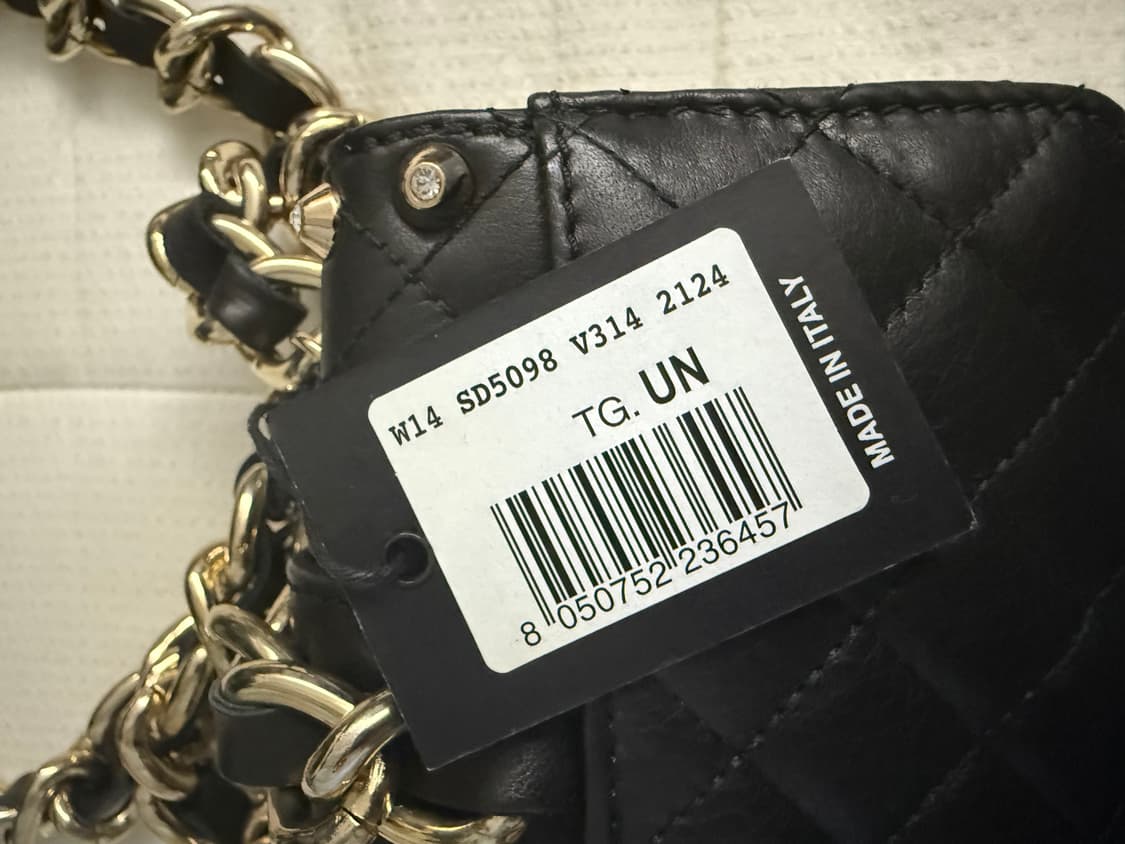 W14 SD5098 V314 2124
TG. UN
8 050752 236457
MADE IN ITALY